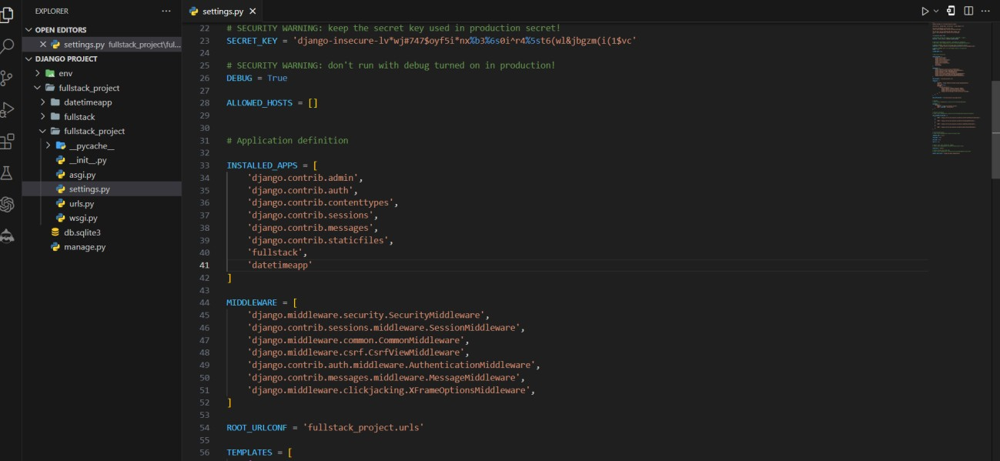 EXPLORER
...
OPEN EDITORS
settings.py fullstack_project\ful...
DJANGO PROJECT
env
fullstack_project
datetimeapp
fullstack
fullstack_project
__pycache__
__init__.py
asgi.py
settings.py
urls.py
wsgi.py
db.sqlite3
manage.py
settings.py
22 # SECURITY WARNING: keep the secret key used in production secret!
23 SECRET_KEY = 'django-insecure-lv*wj#747$oyf5i*nx%b3%6s0i^r4%5st6(wl&jbgzm(i(1$vc'
24
25 # SECURITY WARNING: don't run with debug turned on in production!
26 DEBUG = True
27
28 ALLOWED_HOSTS = []
29
30
31 # Application definition
32
33 INSTALLED_APPS = [
34 'django.contrib.admin',
35 'django.contrib.auth',
36 'django.contrib.contenttypes',
37 'django.contrib.sessions',
38 'django.contrib.messages',
39 'django.contrib.staticfiles',
40 'fullstack',
41 'datetimeapp'
42 ]
43
44 MIDDLEWARE = [
45 'django.middleware.security.SecurityMiddleware',
46 'django.contrib.sessions.middleware.SessionMiddleware',
47 'django.middleware.common.CommonMiddleware',
48 'django.middleware.csrf.CsrfViewMiddleware',
49 'django.contrib.auth.middleware.AuthenticationMiddleware',
50 'django.contrib.messages.middleware.MessageMiddleware',
51 'django.middleware.clickjacking.XFrameOptionsMiddleware',
52 ]
53
54 ROOT_URLCONF = 'fullstack_project.urls'
55
56 TEMPLATES = [